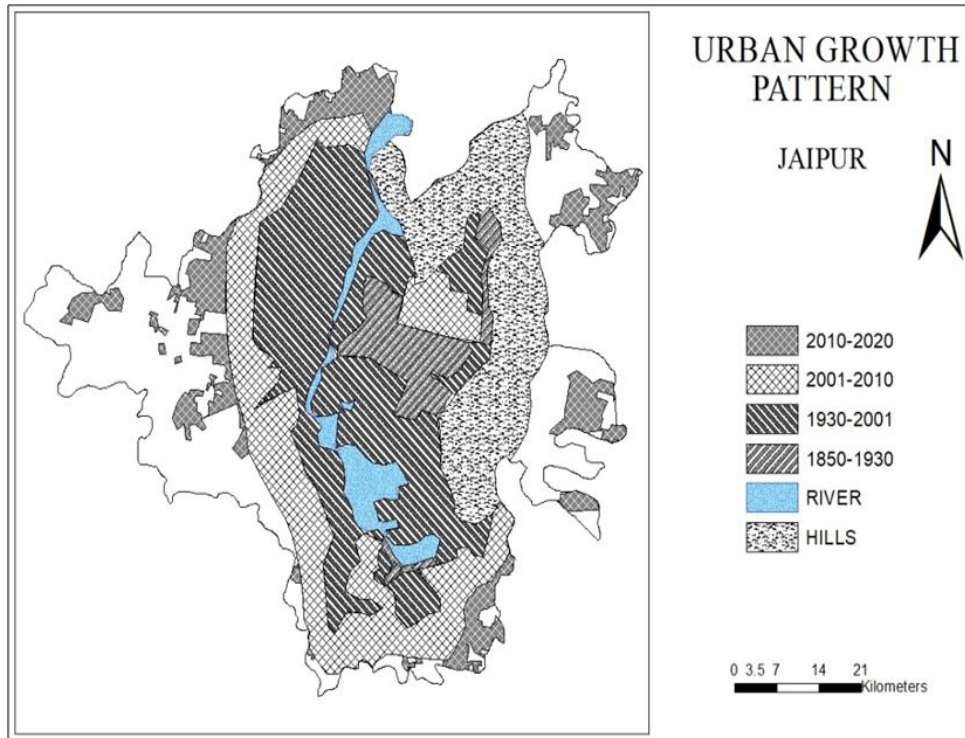 URBAN GROWTH
PATTERN
JAIPUR
N
2010-2020
2001-2010
1930-2001
1850-1930
RIVER
HILLS
0 3.5 7 14 21
Kilometers